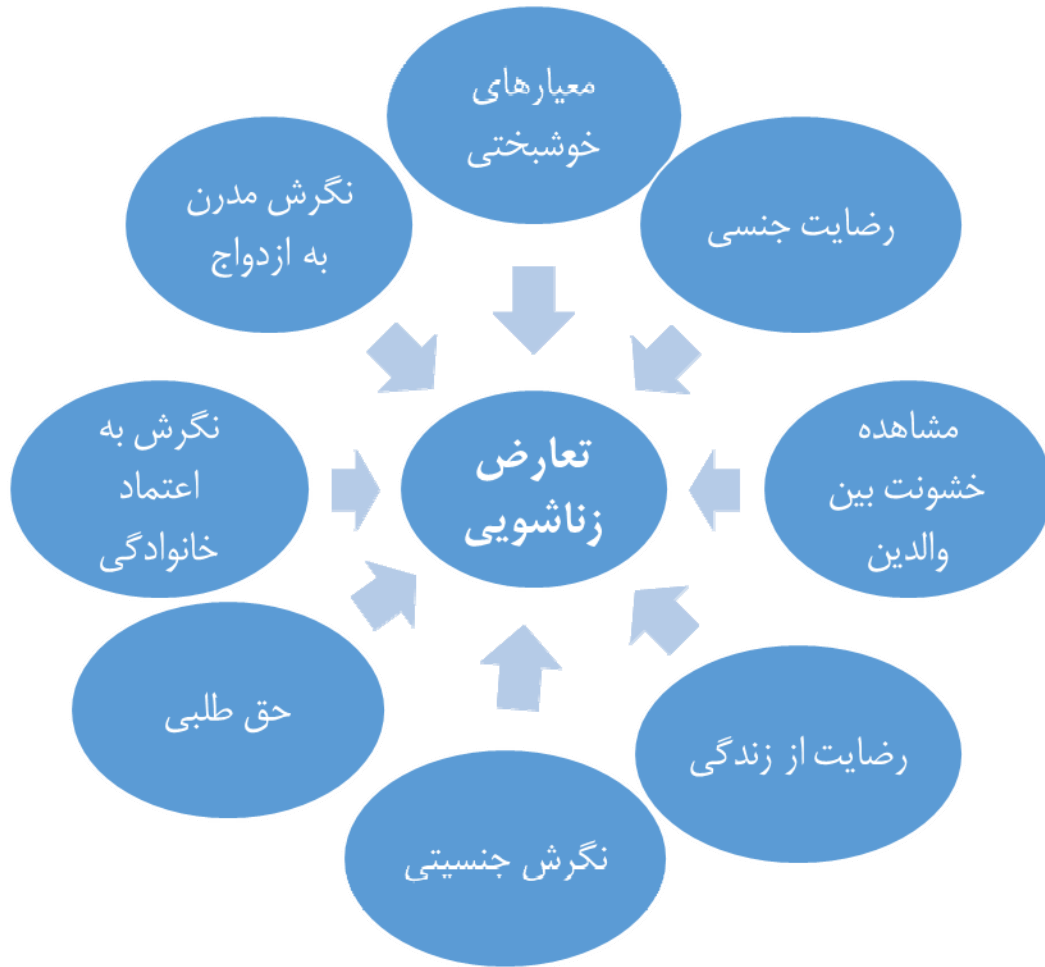 معیارهای
خوشبختی
رضایت جنسی
مشاهده
خشونت بین
والدین
رضایت از زندگی
نگرش جنسیتی
حق طلبی
نگرش به
اعتماد
خانوادگی
نگرش مدرن
به ازدواج
تعارض
زناشویی